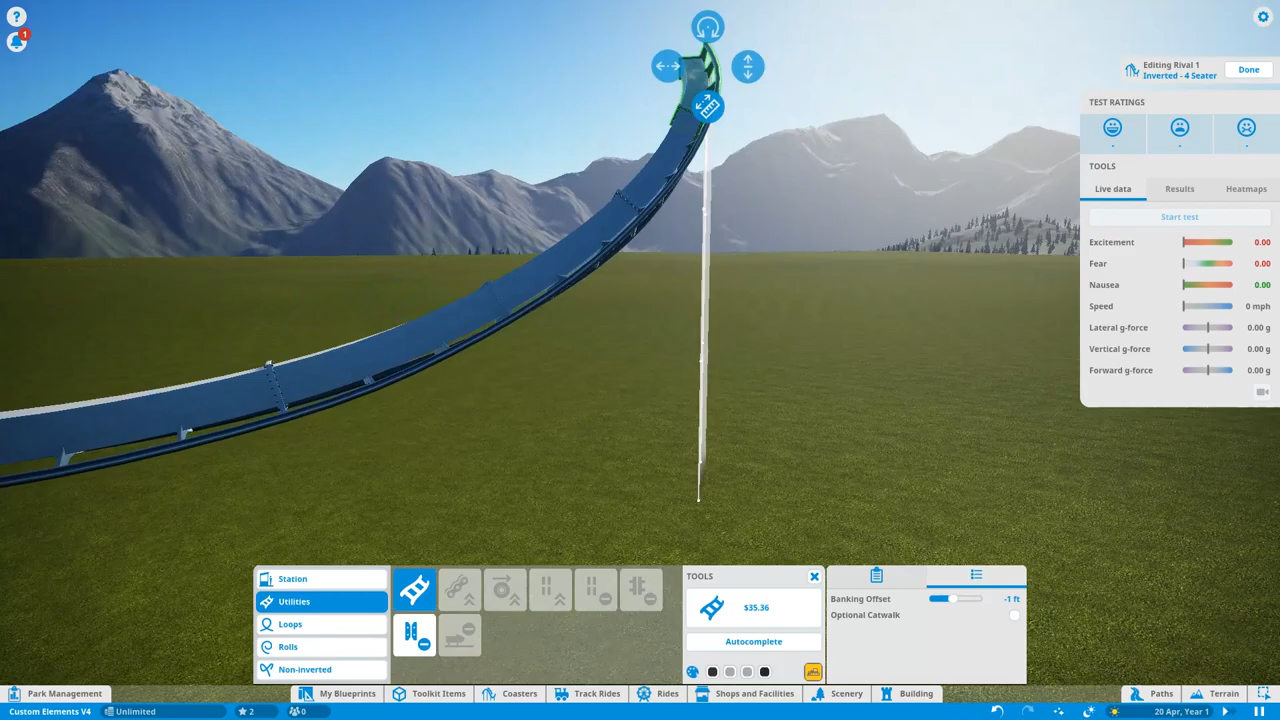 ?
1
Editing Rival 1
Inverted - 4 Seater
Done
TEST RATINGS
- - -
TOOLS
Live data Results Heatmaps
Start test
Excitement 0.00
Fear 0.00
Nausea 0.00
Speed 0 mph
Lateral g-force 0.00 g
Vertical g-force 0.00 g
Forward g-force 0.00 g
Station
Utilities
Loops
Rolls
Non-inverted
TOOLS
$35.36
Autocomplete
Banking Offset -1 ft
Optional Catwalk
Park Management My Blueprints Toolkit Items Coasters Track Rides Rides Shops and Facilities Scenery Building Paths Terrain
Custom Elements V4 Unlimited 2 0 20 Apr, Year 1